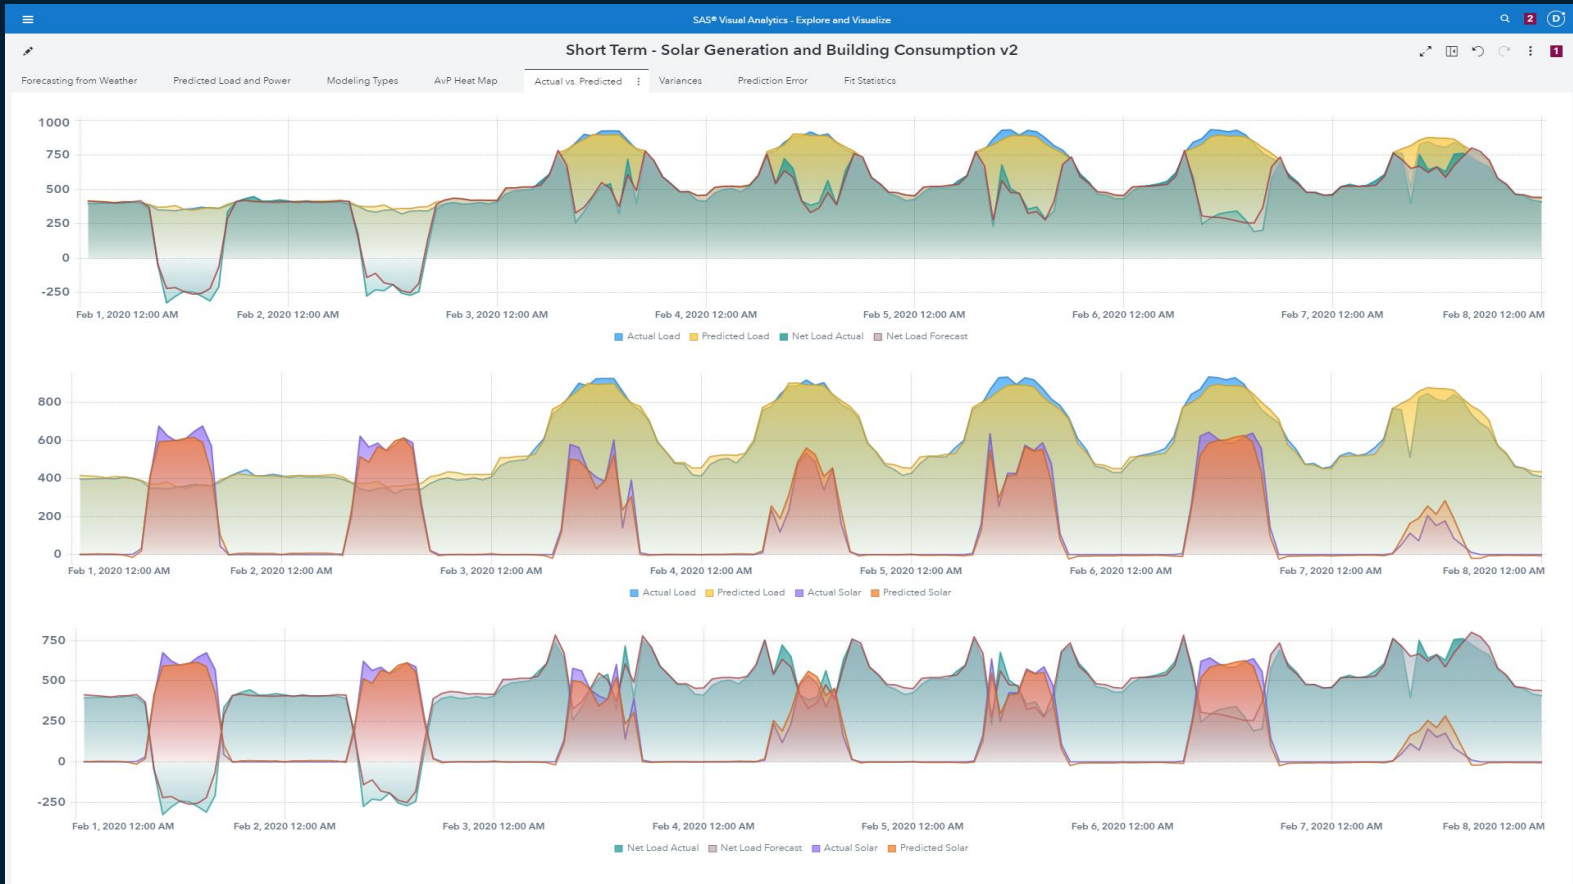 SAS® Visual Analytics - Explore and Visualize
2
D
Short Term - Solar Generation and Building Consumption v2
1
Forecasting from Weather Predicted Load and Power Modeling Types AvP Heat Map Actual vs. Predicted Variances Prediction Error Fit Statistics
1000
750
500
250
0
-250
Feb 1, 2020 12:00 AM Feb 2, 2020 12:00 AM Feb 3, 2020 12:00 AM Feb 4, 2020 12:00 AM Feb 5, 2020 12:00 AM Feb 6, 2020 12:00 AM Feb 7, 2020 12:00 AM Feb 8, 2020 12:00 AM
Actual Load Predicted Load Net Load Actual Net Load Forecast
800
600
400
200
0
Feb 1, 2020 12:00 AM Feb 2, 2020 12:00 AM Feb 3, 2020 12:00 AM Feb 4, 2020 12:00 AM Feb 5, 2020 12:00 AM Feb 6, 2020 12:00 AM Feb 7, 2020 12:00 AM Feb 8, 2020 12:00 AM
Actual Load Predicted Load Actual Solar Predicted Solar
750
500
250
0
-250
Feb 1, 2020 12:00 AM Feb 2, 2020 12:00 AM Feb 3, 2020 12:00 AM Feb 4, 2020 12:00 AM Feb 5, 2020 12:00 AM Feb 6, 2020 12:00 AM Feb 7, 2020 12:00 AM Feb 8, 2020 12:00 AM
Net Load Actual Net Load Forecast Actual Solar Predicted Solar